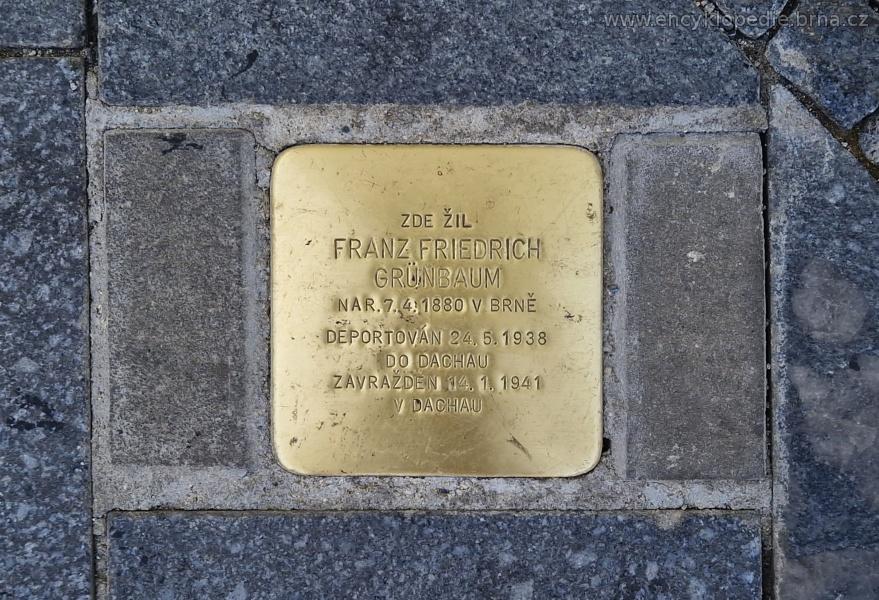 www.encyklopedie.brna.cz
ZDE ŽIL
FRANZ FRIEDRICH
GRÜNBAUM
NAR. 7. 4. 1880 V BRNĚ
DEPORTOVÁN 24. 5. 1938
DO DACHAU
ZAVRAŽDĚN 14. 1. 1941
V DACHAU